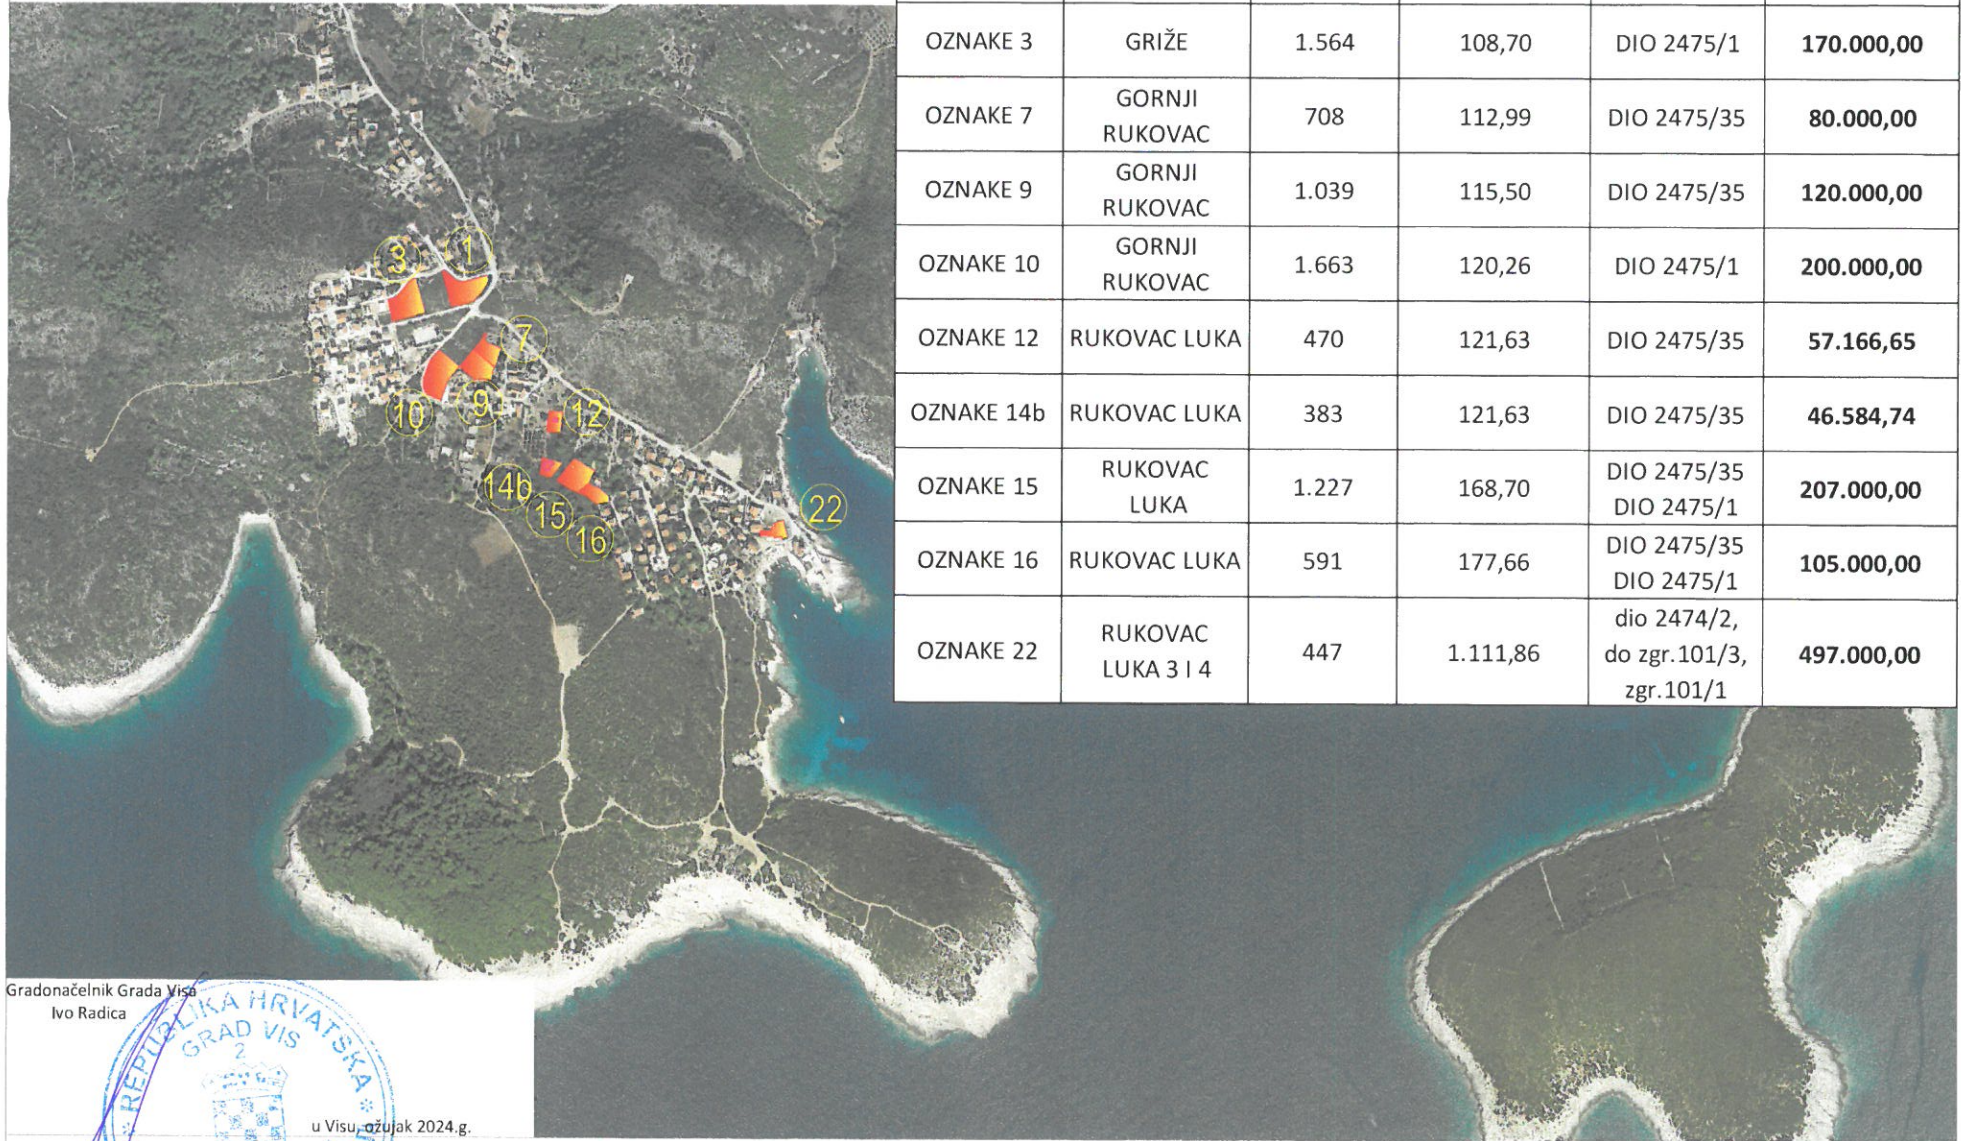 OZNAKE 3 GRIŽE 1.564 108,70 DIO 2475/1 170.000,00
OZNAKE 7 GORNJI RUKOVAC 708 112,99 DIO 2475/35 80.000,00
OZNAKE 9 GORNJI RUKOVAC 1.039 115,50 DIO 2475/35 120.000,00
OZNAKE 10 GORNJI RUKOVAC 1.663 120,26 DIO 2475/1 200.000,00
OZNAKE 12 RUKOVAC LUKA 470 121,63 DIO 2475/35 57.166,65
OZNAKE 14b RUKOVAC LUKA 383 121,63 DIO 2475/35 46.584,74
OZNAKE 15 RUKOVAC LUKA 1.227 168,70 DIO 2475/35 DIO 2475/1 207.000,00
OZNAKE 16 RUKOVAC LUKA 591 177,66 DIO 2475/35 DIO 2475/1 105.000,00
OZNAKE 22 RUKOVAC LUKA 3 I 4 447 1.111,86 dio 2474/2, do zgr.101/3, zgr.101/1 497.000,00
3
1
7
10
9
12
14b
15
16
22
Gradonačelnik Grada Visa
Ivo Radica
REPUBLIKA HRVATSKA
GRAD VIS
2
u Visu, ožujak 2024.g.